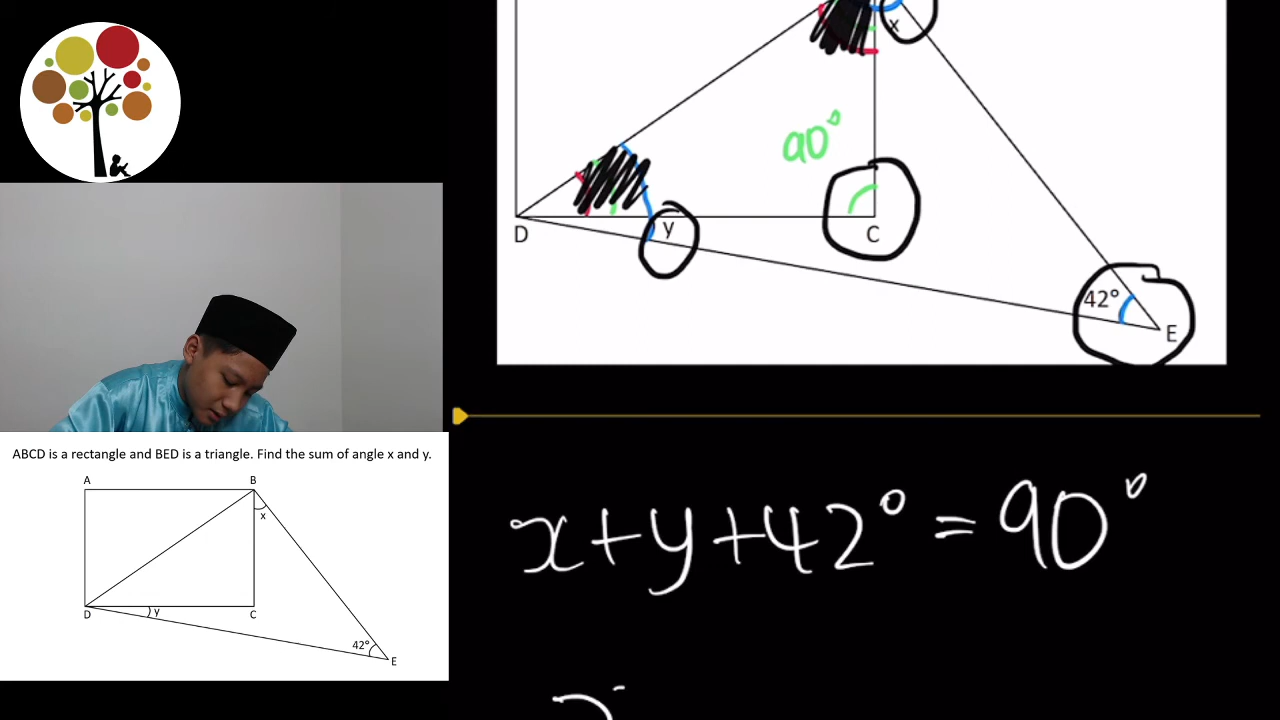 x
90°
D
y
C
42°
E
ABCD is a rectangle and BED is a triangle. Find the sum of angle x and y.
A
B
x
D
y
C
42°
E
x+y+42°=90°